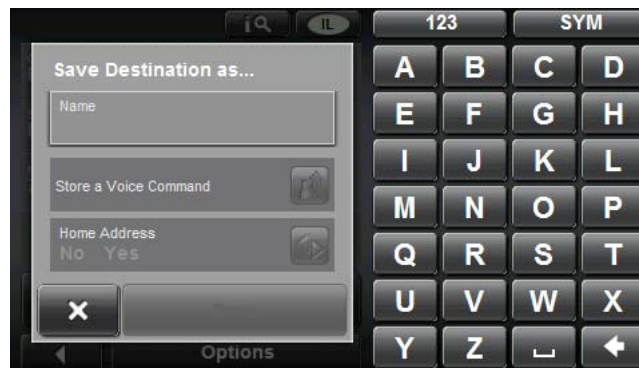 i
IL
Save Destination as...
Name
Store a Voice Command
Home Address
No Yes
Options
123 SYM
A B C D
E F G H
I J K L
M N O P
Q R S T
U V W X
Y Z